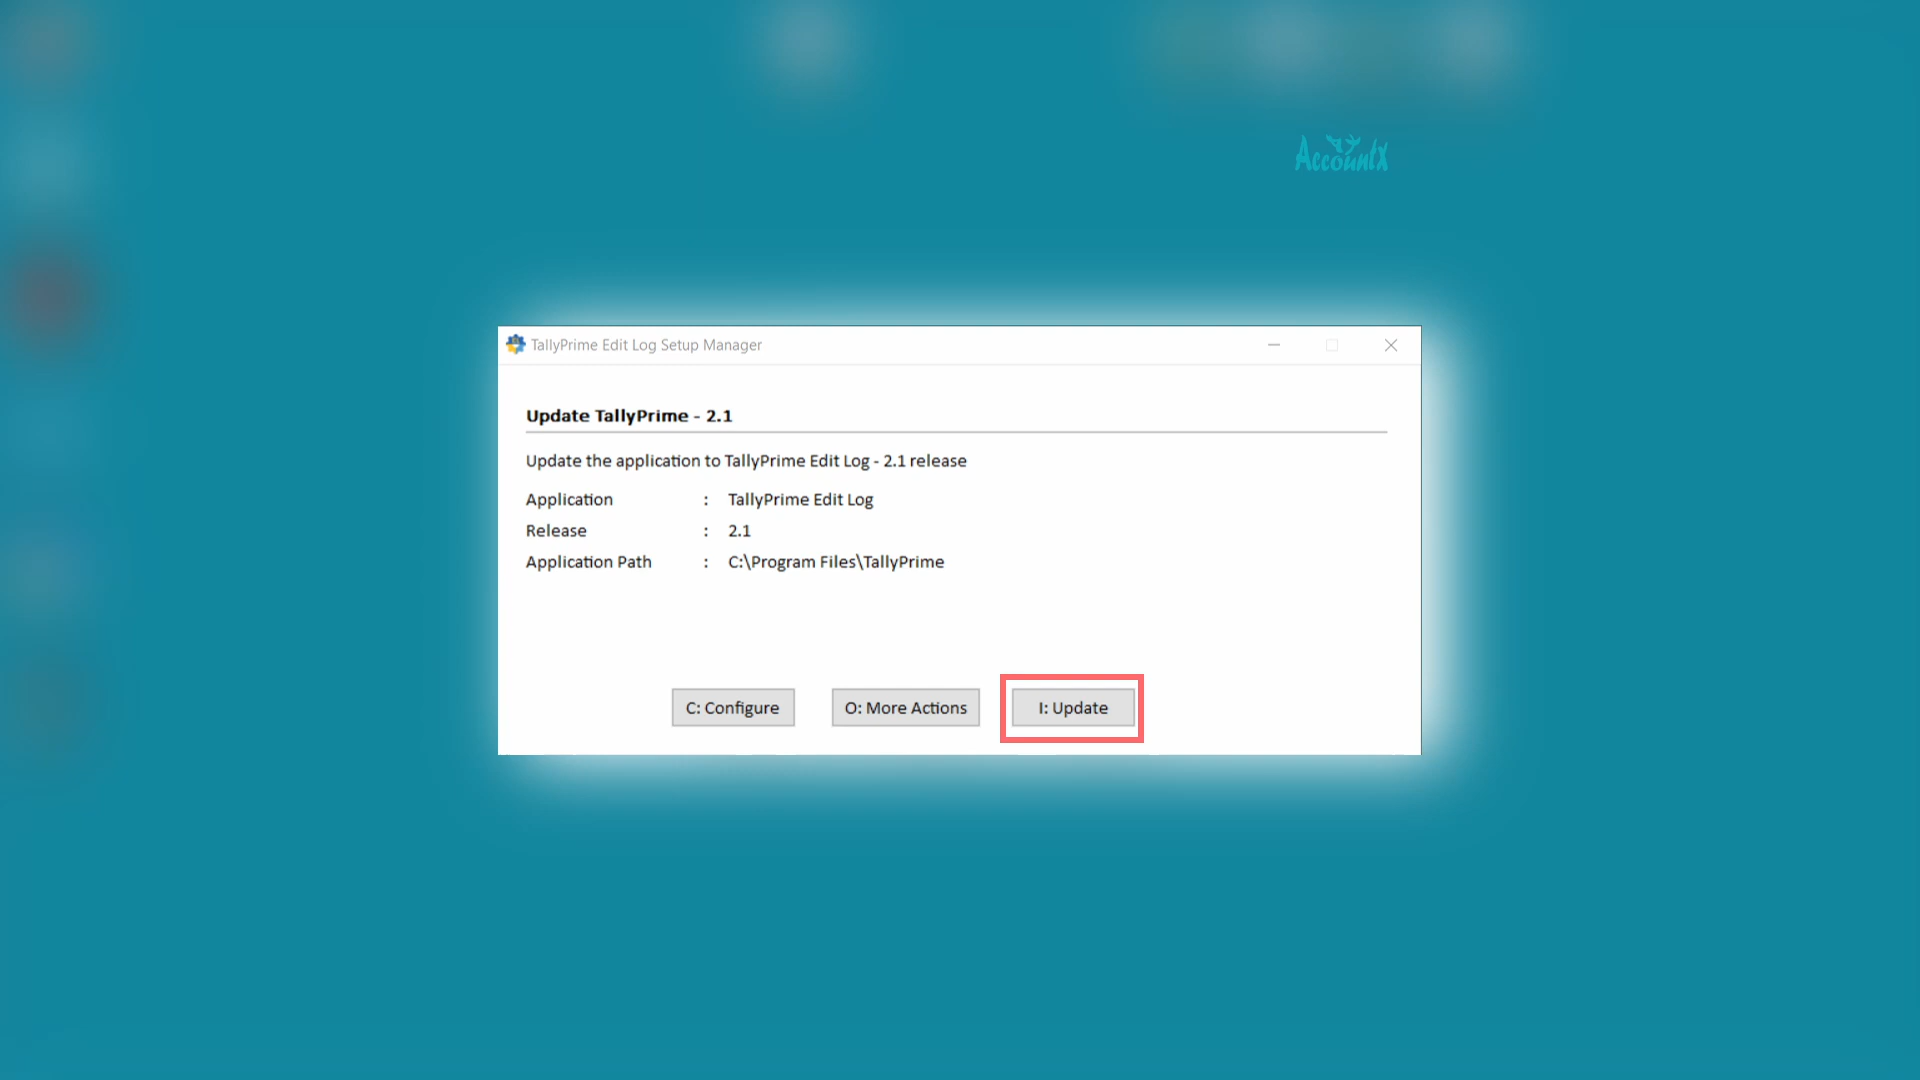 AccountX
TallyPrime Edit Log Setup Manager
Update TallyPrime - 2.1
Update the application to TallyPrime Edit Log - 2.1 release
Application : TallyPrime Edit Log
Release : 2.1
Application Path : C:\Program Files\TallyPrime
C: Configure O: More Actions I: Update